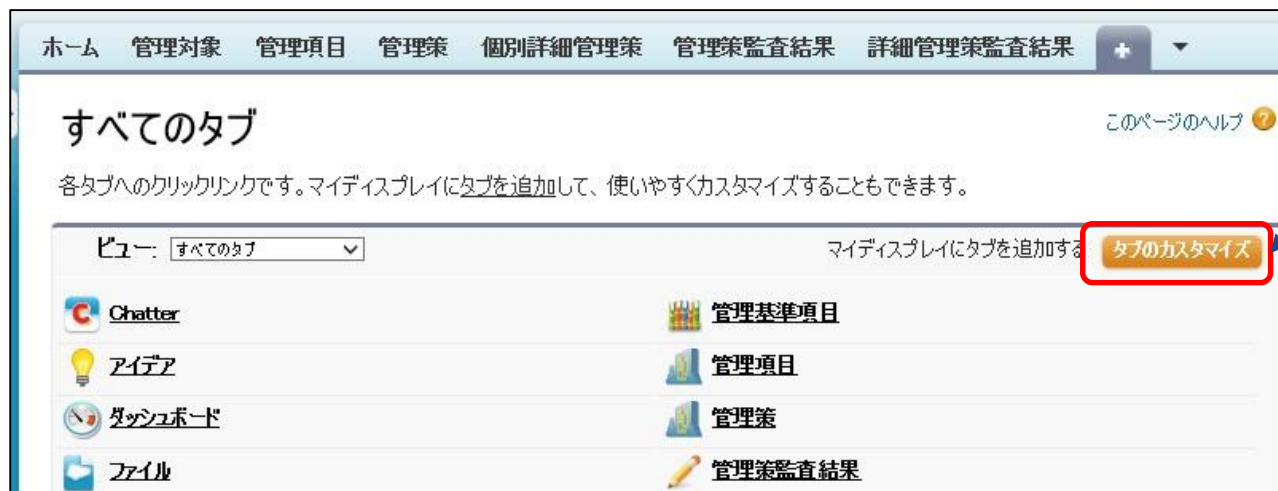 ホーム 管理対象 管理項目 管理策 個別詳細管理策 管理策監査結果 詳細管理策監査結果 +
すべてのタブ
このページのヘルプ ?
各タブへのクリックリンクです。マイディスプレイにタブを追加して、使いやすくカスタマイズすることもできます。
ビュー: すべてのタブ
マイディスプレイにタブを追加する タブのカスタマイズ
Chatter
管理基準項目
アイデア
管理項目
ダッシュボード
管理策
ファイル
管理策監査結果